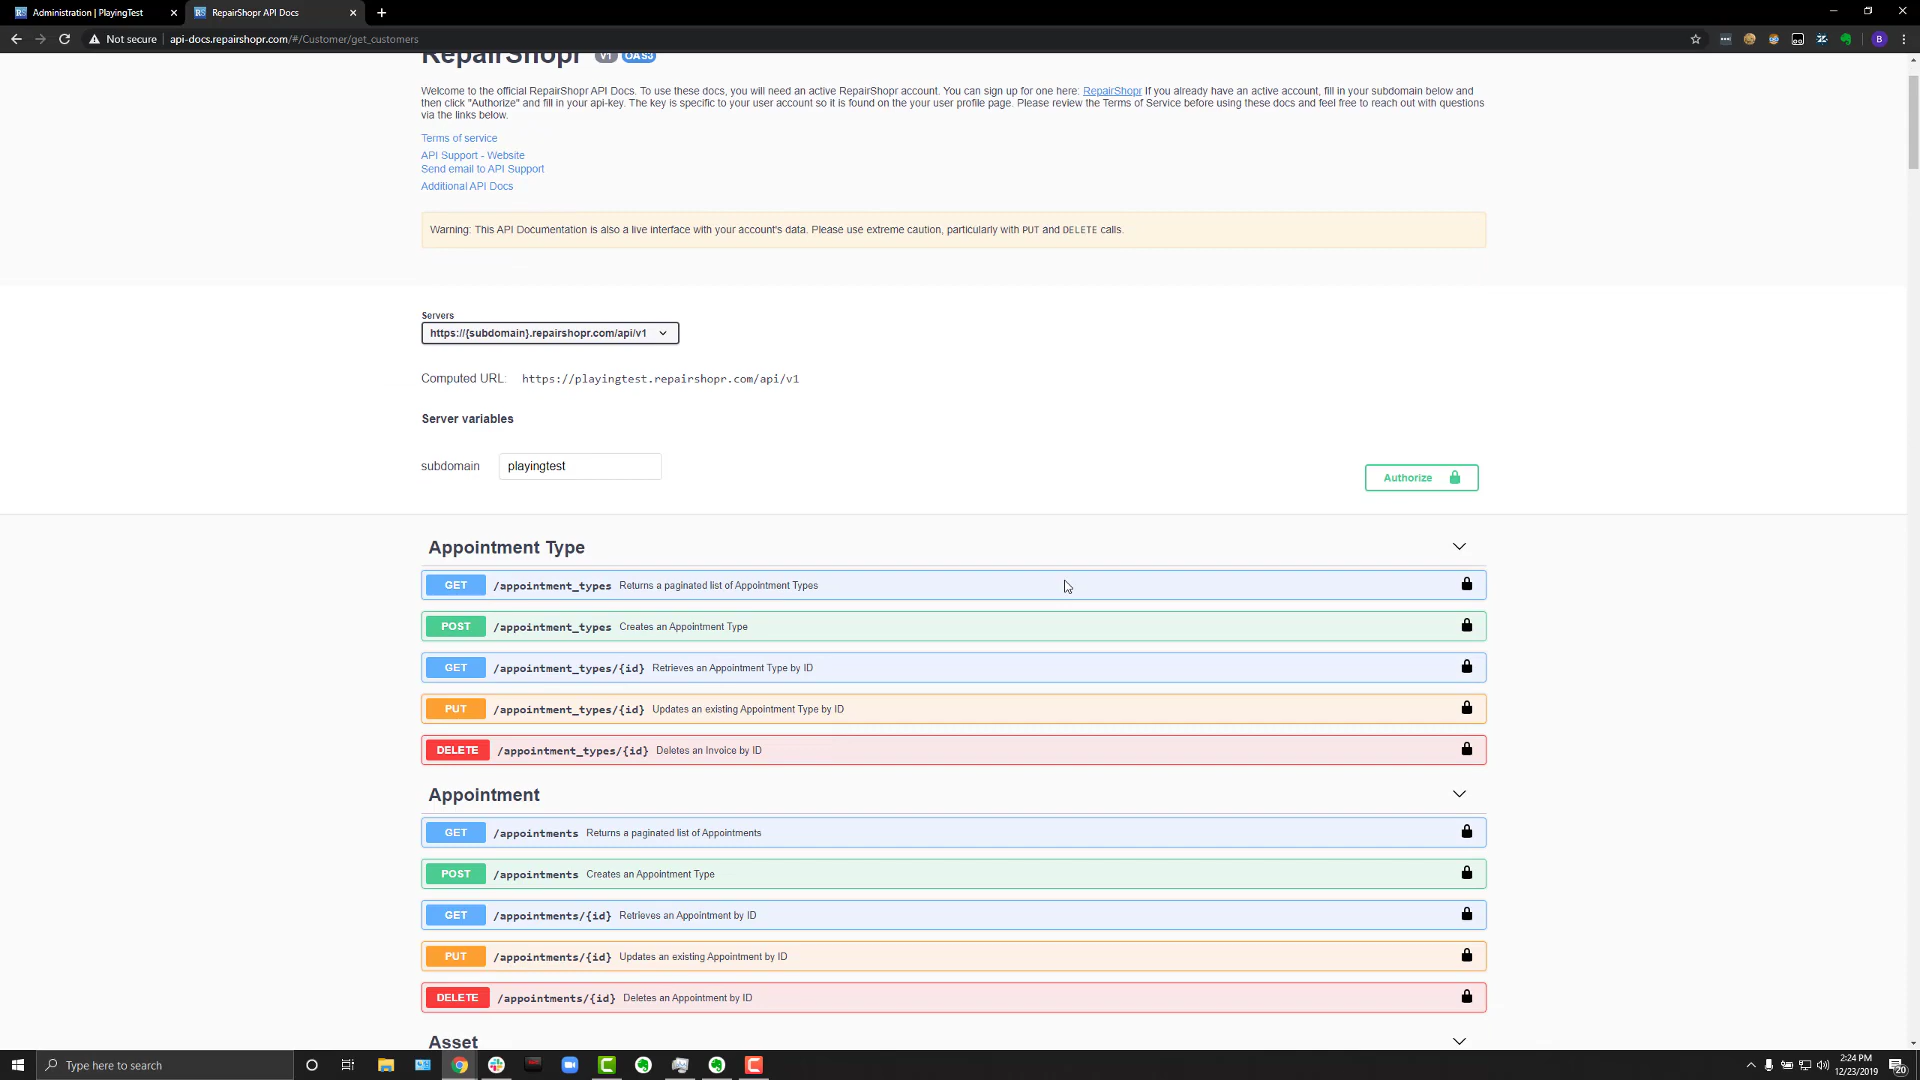 Administration | PlayingTest
RepairShopr API Docs
Not secure
api-docs.repairshopr.com/#/Customer/get_customers
B
RepairShopr v1 OAS3
Welcome to the official RepairShopr API Docs. To use these docs, you will need an active RepairShopr account. You can sign up for one here: RepairShopr If you already have an active account, fill in your subdomain below and
then click "Authorize" and fill in your api-key. The key is specific to your user account so it is found on the your user profile page. Please review the Terms of Service before using these docs and feel free to reach out with questions
via the links below.
Terms of service
API Support - Website
Send email to API Support
Additional API Docs
Warning: This API Documentation is also a live interface with your account's data. Please use extreme caution, particularly with PUT and DELETE calls.
Servers
https://{subdomain}.repairshopr.com/api/v1
Computed URL: https://playingtest.repairshopr.com/api/v1
Server variables
subdomain playingtest
Authorize
Appointment Type
GET /appointment_types Returns a paginated list of Appointment Types
POST /appointment_types Creates an Appointment Type
GET /appointment_types/{id} Retrieves an Appointment Type by ID
PUT /appointment_types/{id} Updates an existing Appointment Type by ID
DELETE /appointment_types/{id} Deletes an Invoice by ID
Appointment
GET /appointments Returns a paginated list of Appointments
POST /appointments Creates an Appointment Type
GET /appointments/{id} Retrieves an Appointment by ID
PUT /appointments/{id} Updates an existing Appointment by ID
DELETE /appointments/{id} Deletes an Appointment by ID
Asset
Type here to search
2:24 PM
12/23/2019
20